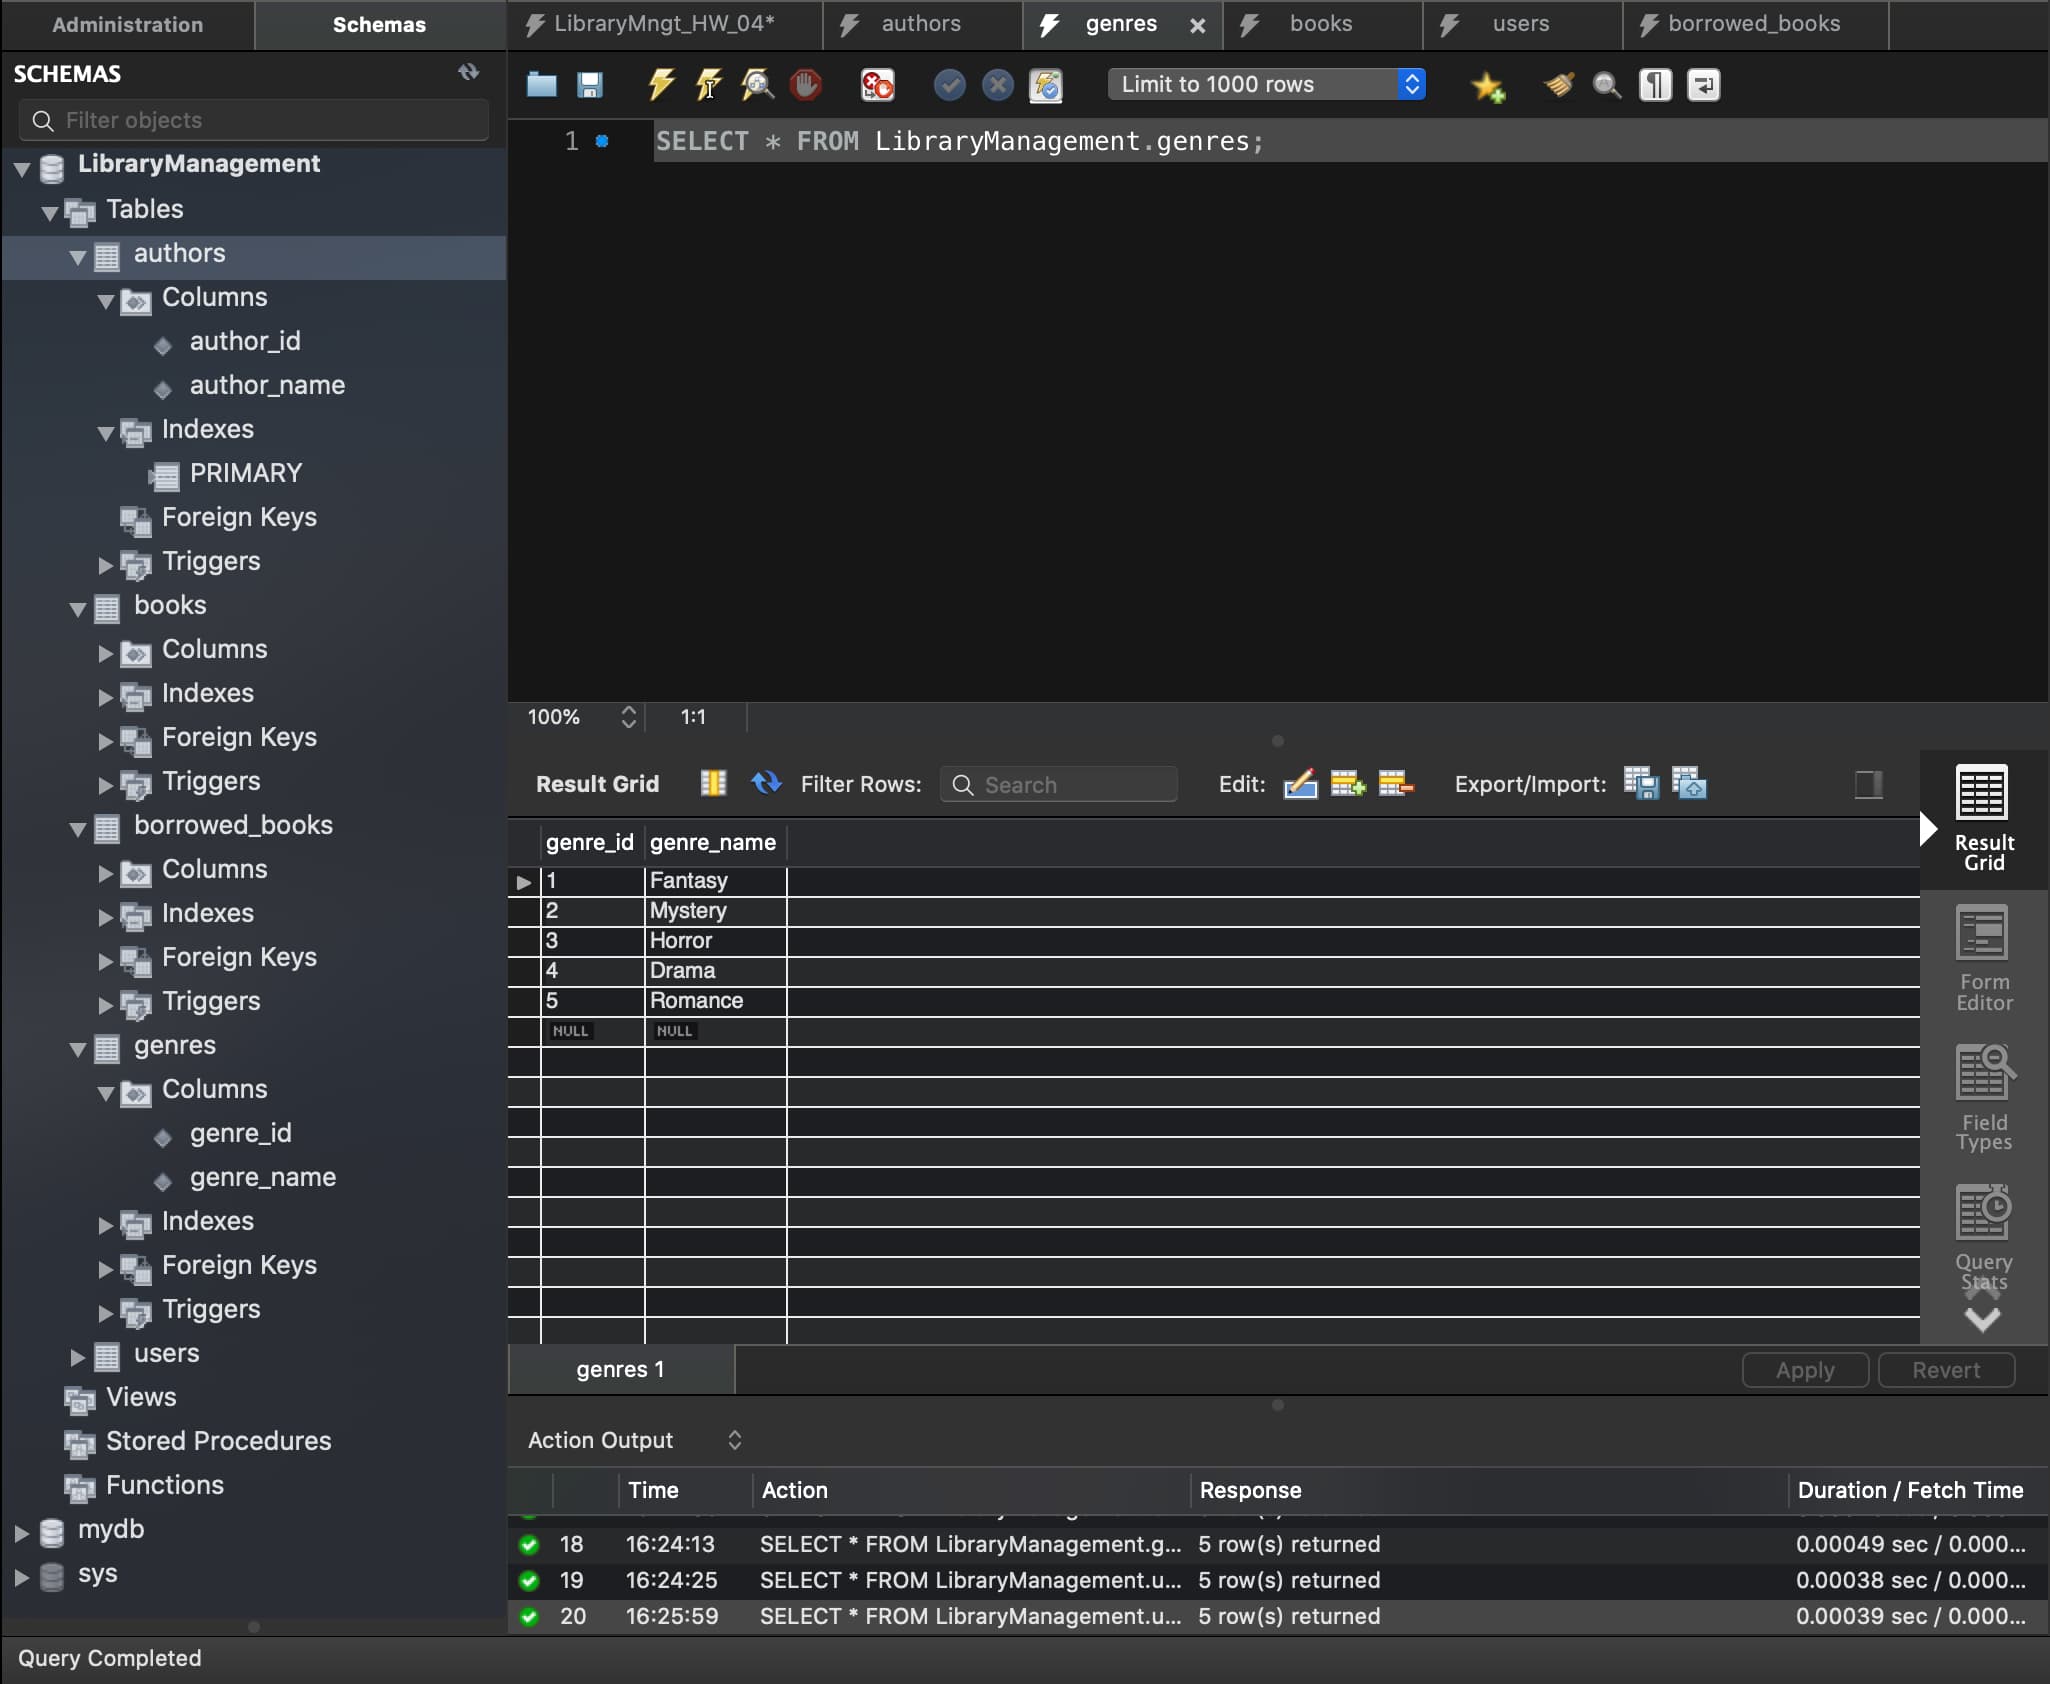 Administration
Schemas
LibraryMngt_HW_04*
authors
genres
books
users
borrowed_books
SCHEMAS
Filter objects
LibraryManagement
Tables
authors
Columns
author_id
author_name
Indexes
PRIMARY
Foreign Keys
Triggers
books
Columns
Indexes
Foreign Keys
Triggers
borrowed_books
Columns
Indexes
Foreign Keys
Triggers
genres
Columns
genre_id
genre_name
Indexes
Foreign Keys
Triggers
users
Views
Stored Procedures
Functions
mydb
sys
Limit to 1000 rows
1 SELECT * FROM LibraryManagement.genres;
100% 1:1
Result Grid Filter Rows: Search Edit: Export/Import:
genre_id genre_name
1 Fantasy
2 Mystery
3 Horror
4 Drama
5 Romance
NULL NULL
Result
Grid
Form
Editor
Field
Types
Query
Stats
genres 1
Apply Revert
Action Output
Time Action Response Duration / Fetch Time
18 16:24:13 SELECT * FROM LibraryManagement.g... 5 row(s) returned 0.00049 sec / 0.000...
19 16:24:25 SELECT * FROM LibraryManagement.u... 5 row(s) returned 0.00038 sec / 0.000...
20 16:25:59 SELECT * FROM LibraryManagement.u... 5 row(s) returned 0.00039 sec / 0.000...
Query Completed